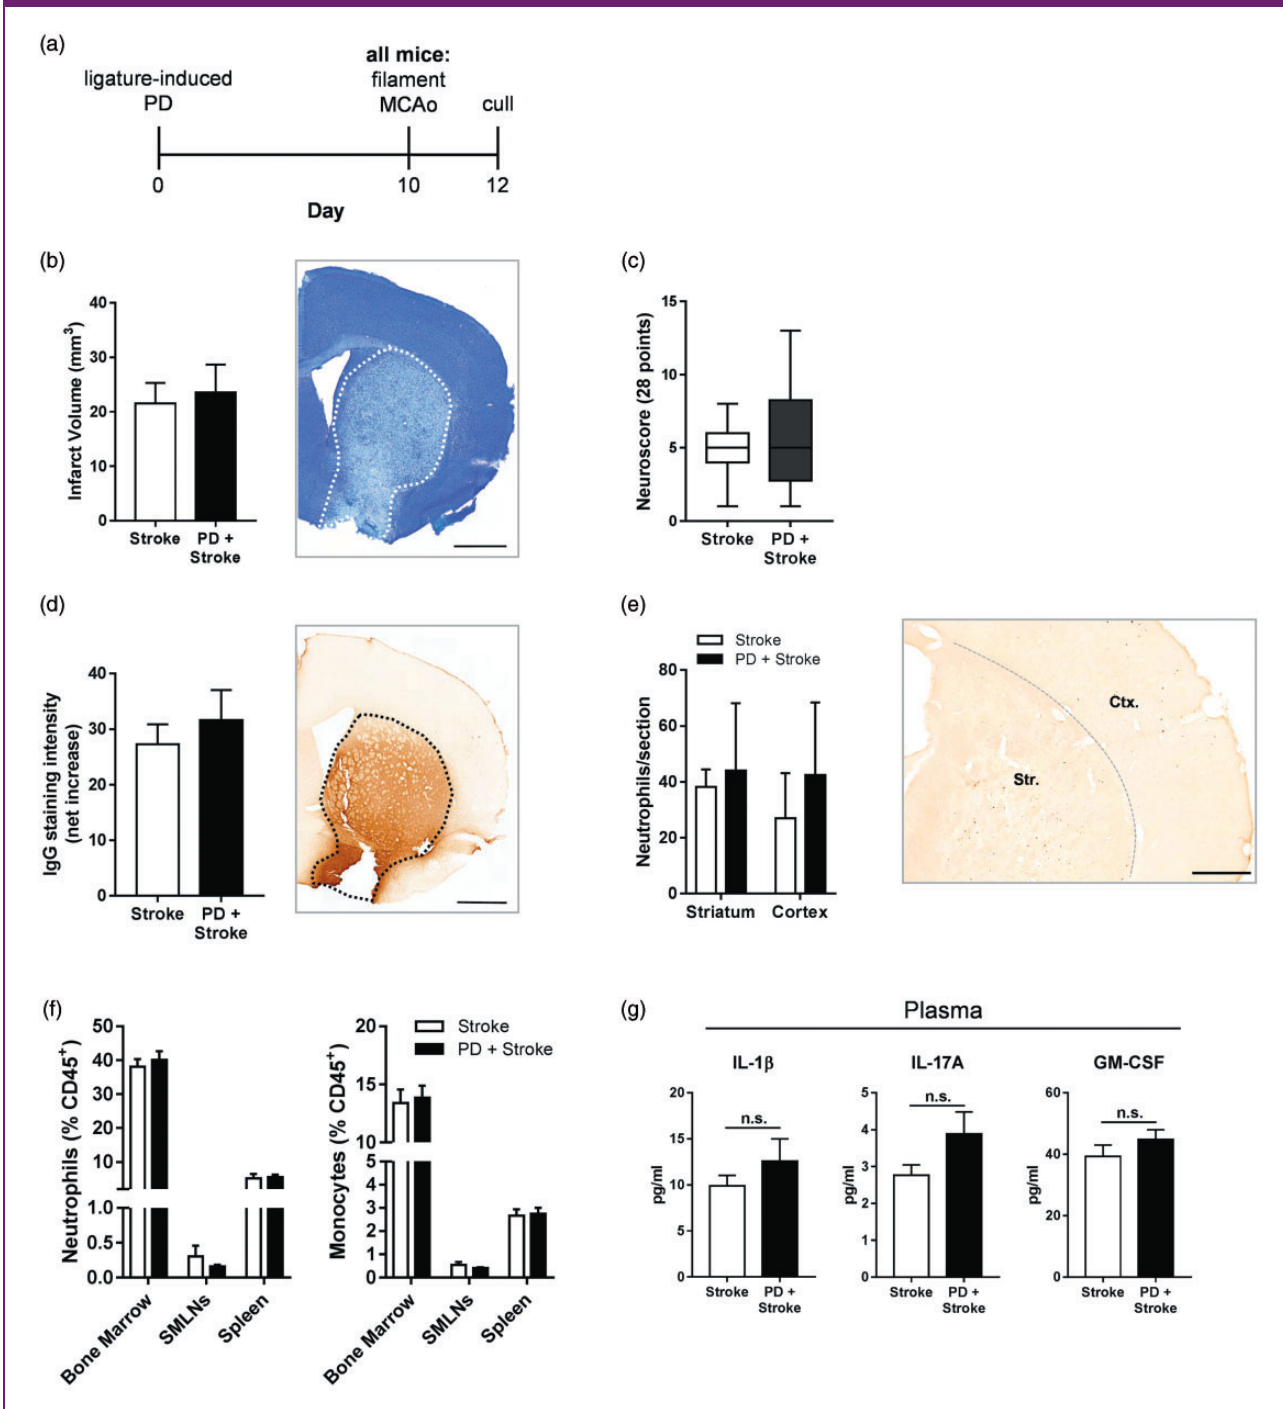 (a)
all mice:
ligature-induced
filament
PD
MCAo
cull
0
10
12
Day
(b)
Infarct Volume (mm³)
40
30
20
10
0
Stroke
PD +
Stroke
(c)
Neuroscore (28 points)
15
10
5
0
Stroke
PD +
Stroke
(d)
IgG staining intensity
(net increase)
40
30
20
10
0
Stroke
PD +
Stroke
(e)
Stroke
PD + Stroke
Neutrophils/section
80
60
40
20
0
Striatum
Cortex
Ctx.
Str.
(f)
Neutrophils (% CD45⁺)
50
40
30
20
10
1.0
0.5
0.0
Bone Marrow
SMLNs
Spleen
Monocytes (% CD45⁺)
20
15
10
5
4
3
2
1
0
Stroke
PD + Stroke
Bone Marrow
SMLNs
Spleen
(g)
Plasma
IL-1β
pg/ml
20
15
10
5
0
n.s.
Stroke
PD +
Stroke
IL-17A
pg/ml
5
4
3
2
1
0
n.s.
Stroke
PD +
Stroke
GM-CSF
pg/ml
60
40
20
0
n.s.
Stroke
PD +
Stroke